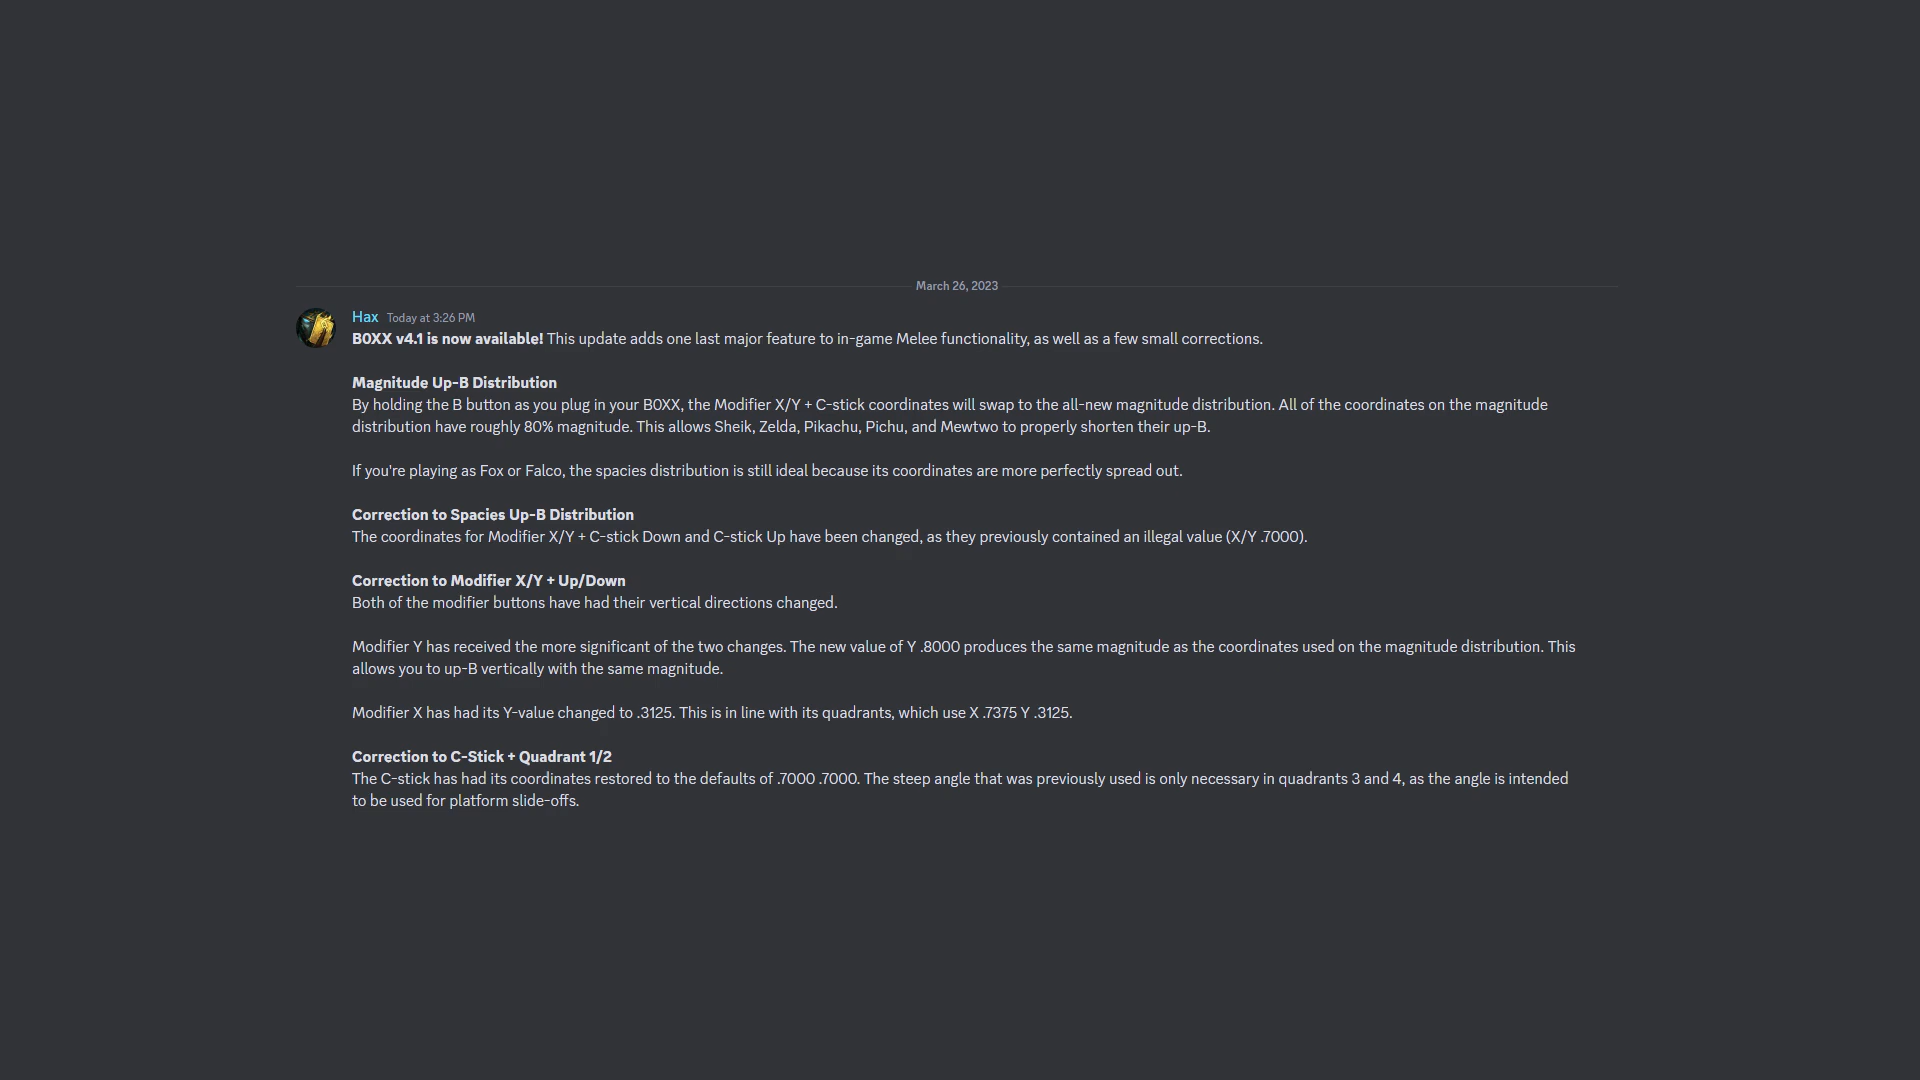 March 26, 2023
Hax Today at 3:26 PM
B0XX v4.1 is now available! This update adds one last major feature to in-game Melee functionality, as well as a few small corrections.
Magnitude Up-B Distribution
By holding the B button as you plug in your B0XX, the Modifier X/Y + C-stick coordinates will swap to the all-new magnitude distribution. All of the coordinates on the magnitude
distribution have roughly 80% magnitude. This allows Sheik, Zelda, Pikachu, Pichu, and Mewtwo to properly shorten their up-B.
If you're playing as Fox or Falco, the spacies distribution is still ideal because its coordinates are more perfectly spread out.
Correction to Spacies Up-B Distribution
The coordinates for Modifier X/Y + C-stick Down and C-stick Up have been changed, as they previously contained an illegal value (X/Y .7000).
Correction to Modifier X/Y + Up/Down
Both of the modifier buttons have had their vertical directions changed.
Modifier Y has received the more significant of the two changes. The new value of Y .8000 produces the same magnitude as the coordinates used on the magnitude distribution. This
allows you to up-B vertically with the same magnitude.
Modifier X has had its Y-value changed to .3125. This is in line with its quadrants, which use X .7375 Y .3125.
Correction to C-Stick + Quadrant 1/2
The C-stick has had its coordinates restored to the defaults of .7000 .7000. The steep angle that was previously used is only necessary in quadrants 3 and 4, as the angle is intended
to be used for platform slide-offs.